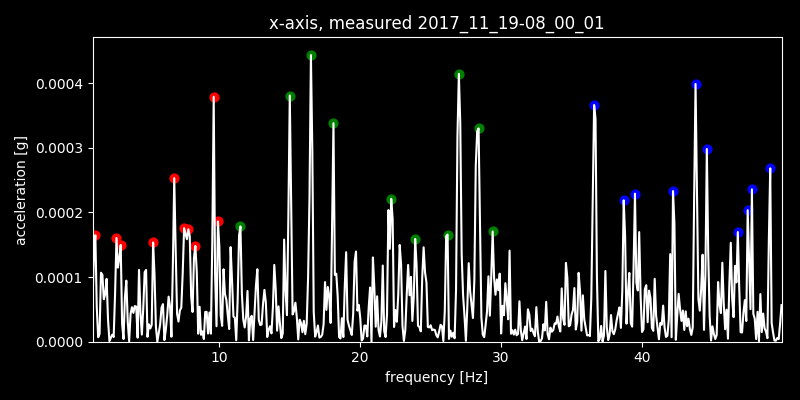 x-axis, measured 2017_11_19-08_00_01
acceleration [g]
0.0004
0.0003
0.0002
0.0001
0.0000
10 20 30 40
frequency [Hz]